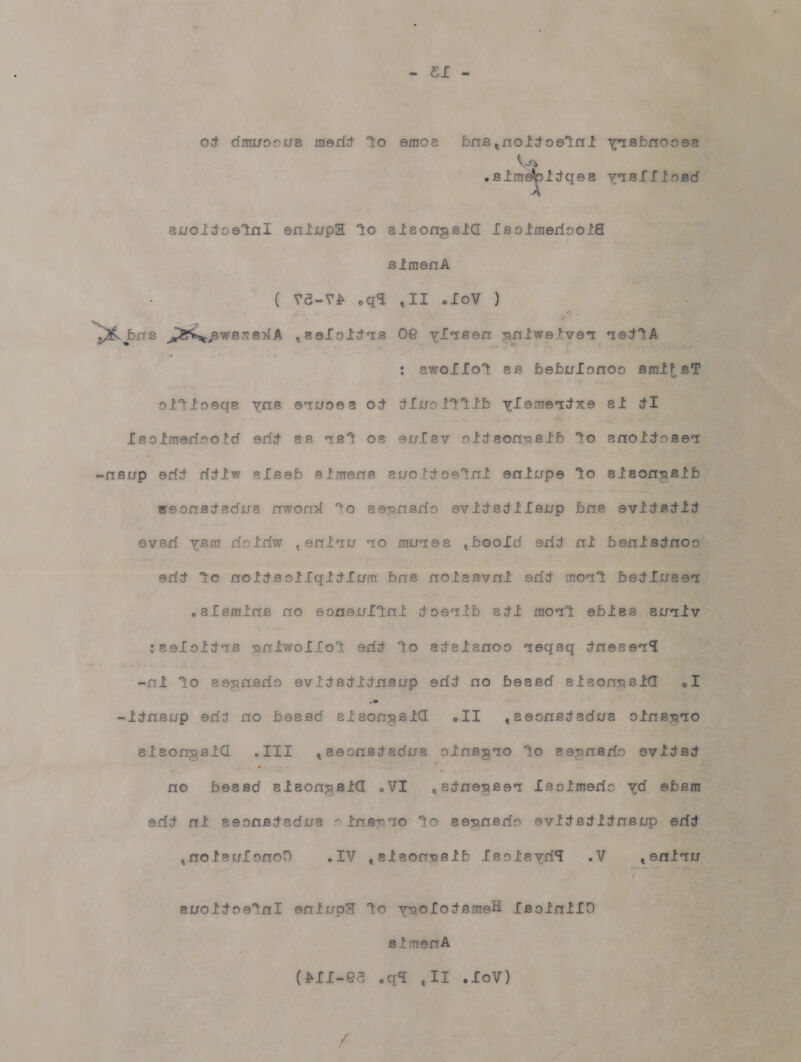 - 13 -
secondary infection, and some of them succumb to
bacillary septicemia.
Biochemical Diagnosis of Equine Infectious
Anemia
( Vol. II, Pp. 47-57 )
After reviewing nearly 90 articles, Akazawa, and
Tajima concluded as follows :
It is extremely difficult to secure any specific
reactions of diagnostic value so far as the biochemical
diagnosis of equine infectious anemia deals with the quan-
titative and qualitative changes of known substances
contained in the blood, serum or urine, which may have
resulted from the invasion and multiplication of the
virus aside from its direct influence on animals.
Present paper consists of the following articles:
I. Diagnosis based on the quantitative changes of in-
organic substances, II. Diagnosis based on the quanti-
tative changes of organic substances, III. Diagnosis
made by chemical reagents, IV. Diagnosis based on
the quantitative changes of organic substances in the
urine, V. Physical diagnosis, VI. Conclusion,
Clinical Hematology of Equine Infectious
Anemia
(Vol. II, Pp. 59-114)